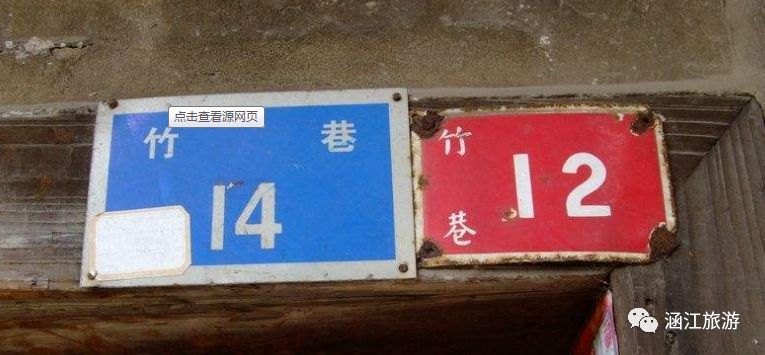 点击查看源网页
竹 巷
14
竹
巷
12
涵江旅游